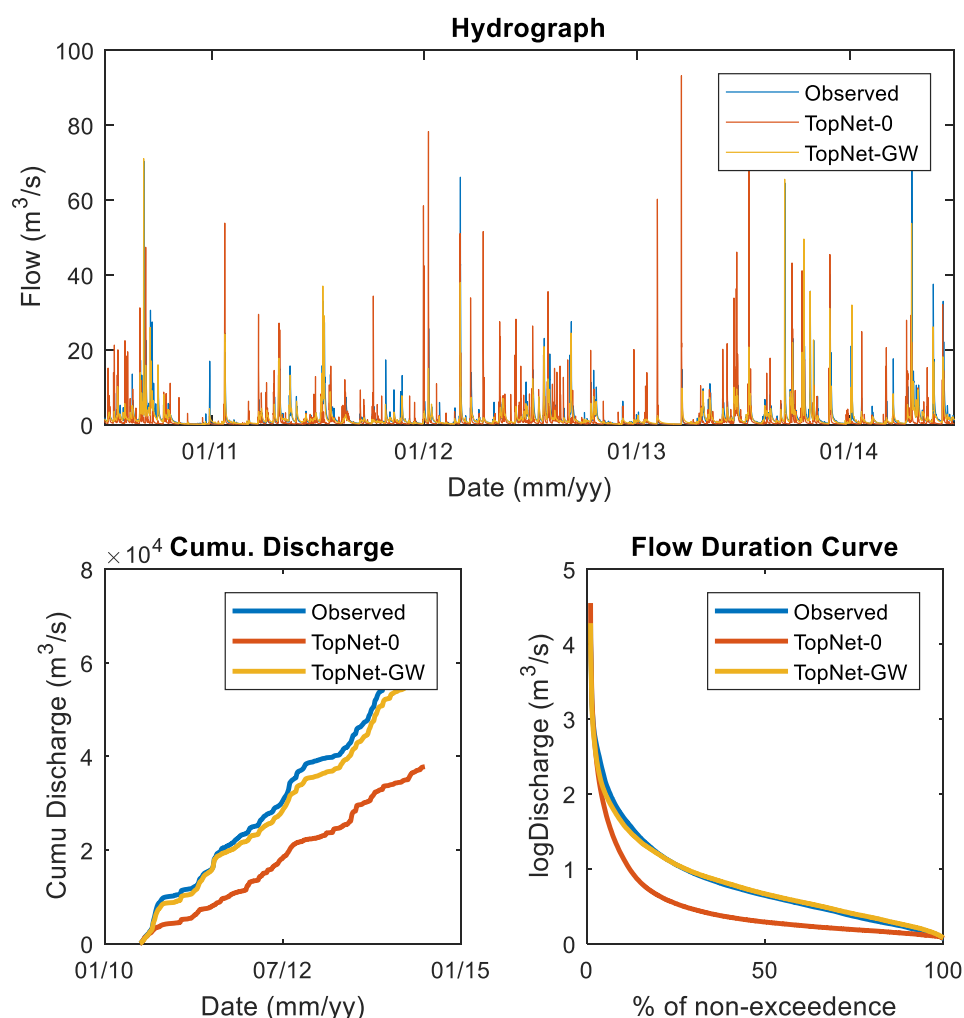 Hydrograph
100
80
60
40
20
0
Flow (m³/s)
Observed
TopNet-0
TopNet-GW
01/11
01/12
01/13
01/14
Date (mm/yy)
×10⁴ Cumu. Discharge
8
6
4
2
0
Cumu Discharge (m³/s)
Observed
TopNet-0
TopNet-GW
01/10
07/12
01/15
Date (mm/yy)
Flow Duration Curve
5
4
3
2
1
0
logDischarge (m³/s)
Observed
TopNet-0
TopNet-GW
0
50
100
% of non-exceedence